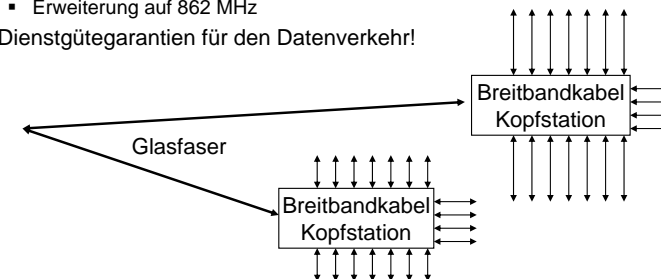 ▪ Erweiterung auf 862 MHz
Dienstgütegarantien für den Datenverkehr!
Breitbandkabel
Kopfstation
Glasfaser
Breitbandkabel
Kopfstation